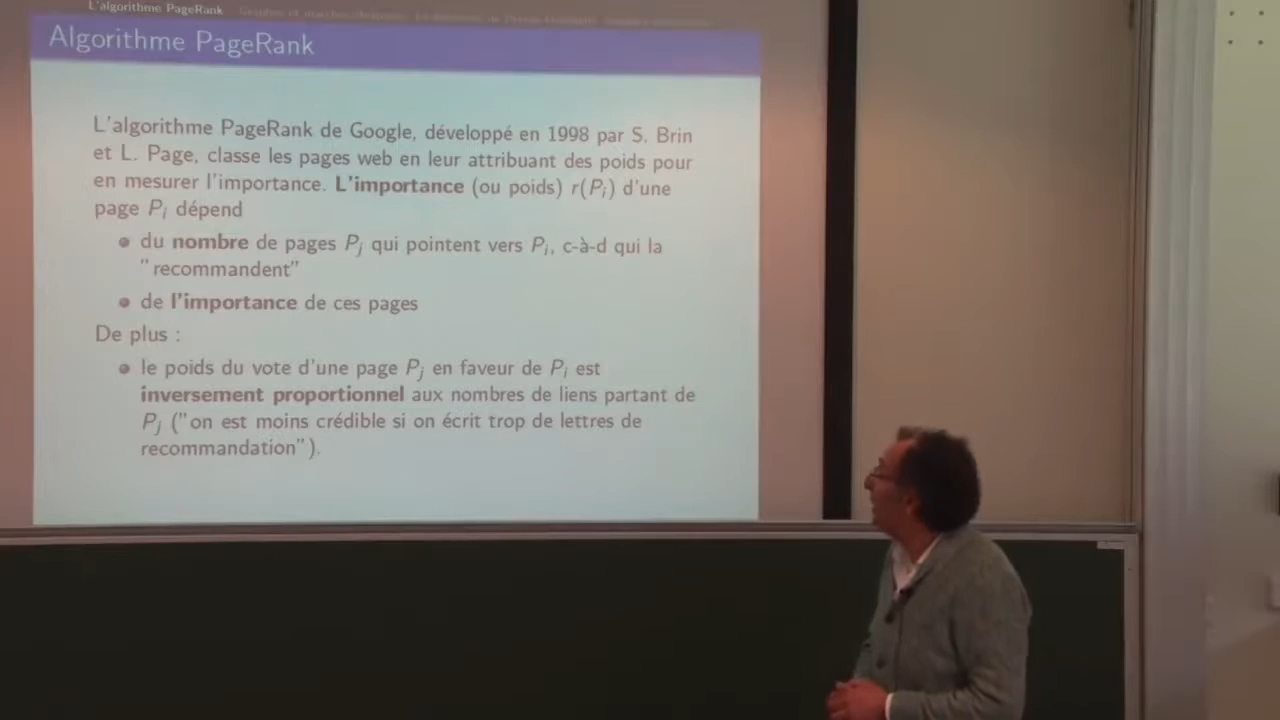 L'algorithme PageRank
Algorithme PageRank
L'algorithme PageRank de Google, développé en 1998 par S. Brin
et L. Page, classe les pages web en leur attribuant des poids pour
en mesurer l'importance. L'importance (ou poids) r(Pi) d'une
page Pi dépend
• du nombre de pages Pj qui pointent vers Pi, c-à-d qui la
"recommandent"
• de l'importance de ces pages
De plus :
• le poids du vote d'une page Pj en faveur de Pi est
inversement proportionnel aux nombres de liens partant de
Pj ("on est moins crédible si on écrit trop de lettres de
recommandation").